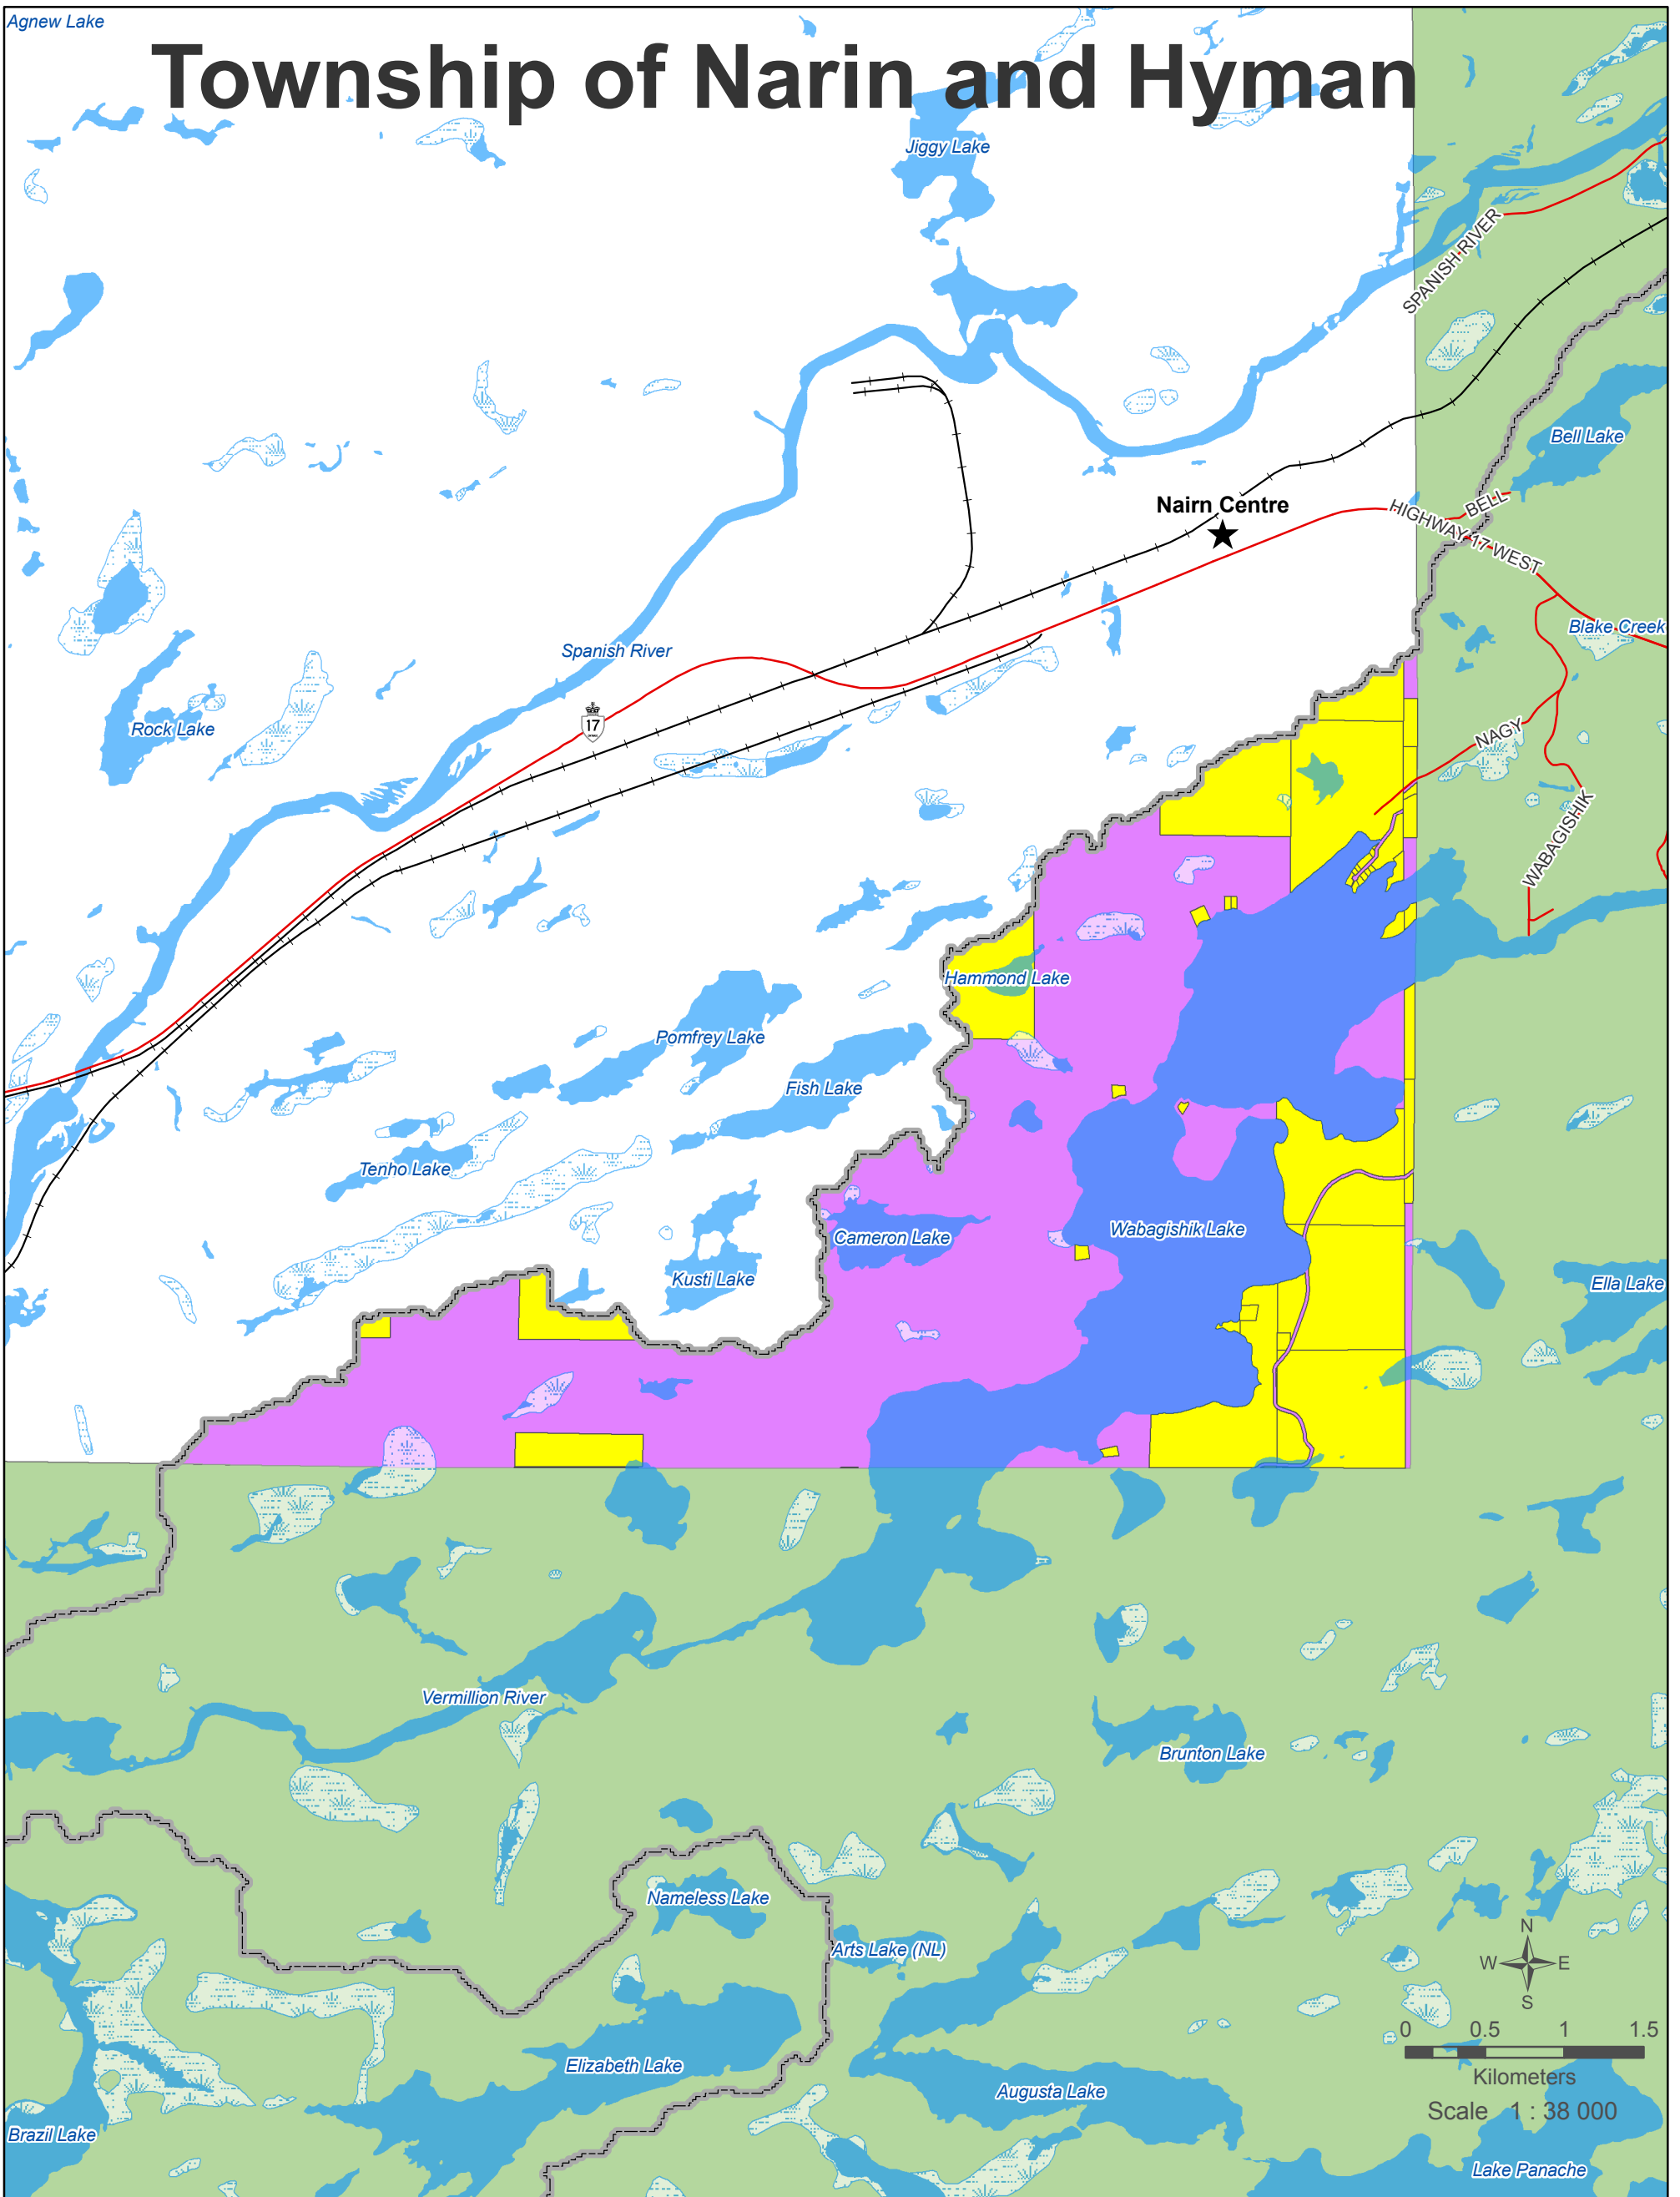 Agnew Lake
Township of Narin and Hyman
Jiggy Lake
SPANISH RIVER
Bell Lake
Nairn Centre
BELL
HIGHWAY 17 WEST
Blake Creek
Spanish River
17
Rock Lake
NAGY
WABAGISHIK
Hammond Lake
Pomfrey Lake
Fish Lake
Tenho Lake
Wabagishik Lake
Cameron Lake
Kusti Lake
Ella Lake
Vermillion River
Brunton Lake
Nameless Lake
Arts Lake (NL)
N
W E
S
0 0.5 1 1.5
Kilometers
Scale 1 : 38 000
Elizabeth Lake
Augusta Lake
Brazil Lake
Lake Panache